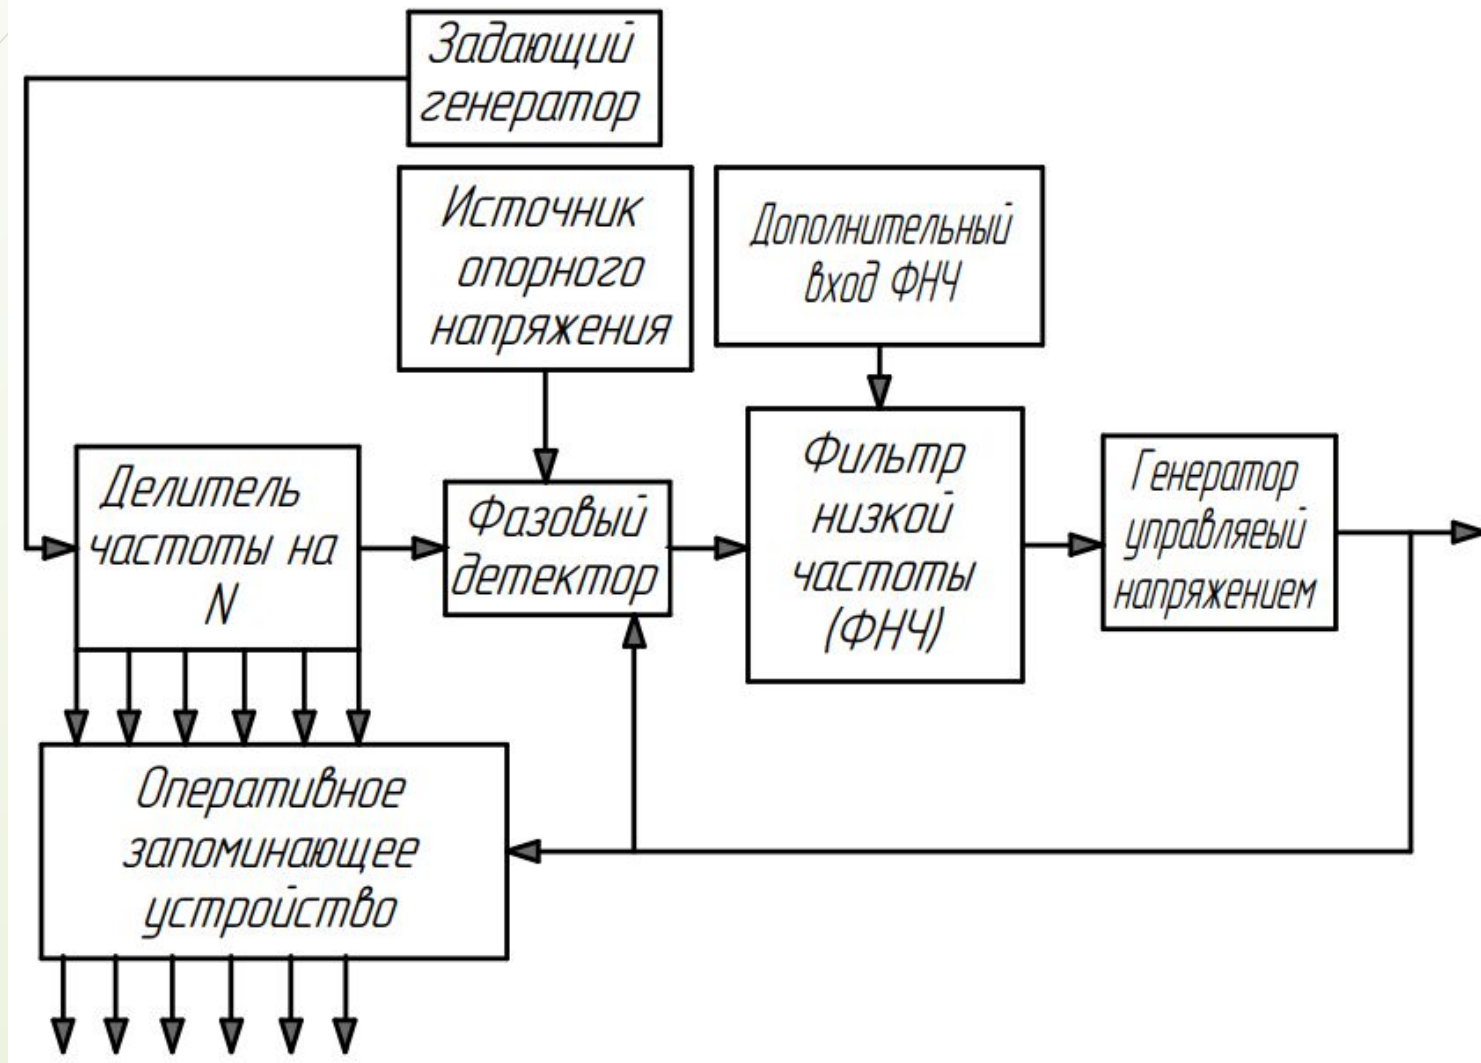 Задающий
генератор
Источник
опорного
напряжения
Дополнительный
вход ФНЧ
Делитель
частоты на
N
Фазовый
детектор
Фильтр
низкой
частоты
(ФНЧ)
Генератор
управляеый
напряжением
Оперативное
запоминающее
устройство